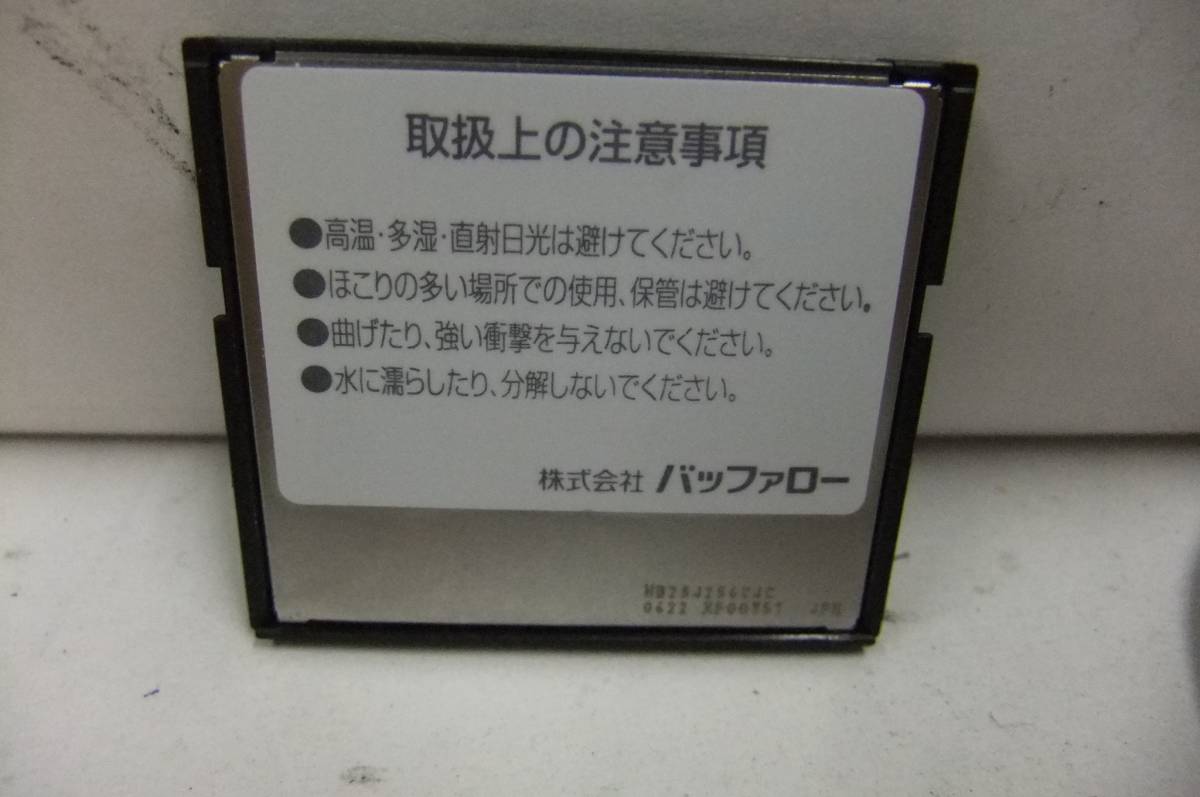 取扱上の注意事項
●高温・多湿・直射日光は避けてください。
●ほこりの多い場所での使用、保管は避けてください。
●曲げたり、強い衝撃を与えないでください。
●水に濡らしたり、分解しないでください。
株式会社 バッファロー
0622 JPN